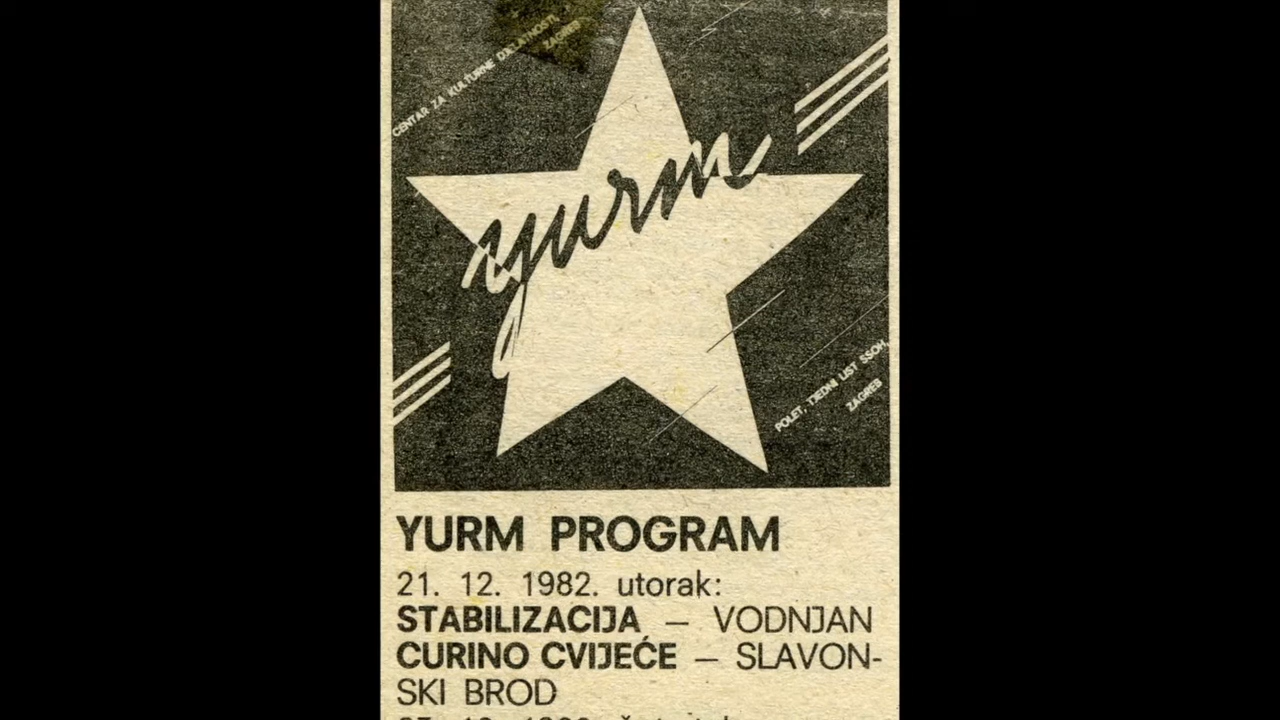 CENTAR ZA KULTURNE DJELATNOSTI,
ZAGREB
yurm
POLET, TJEDNI LIST SSOH,
ZAGREB
YURM PROGRAM
21. 12. 1982. utorak:
STABILIZACIJA — VODNJAN
CURINO CVIJEĆE — SLAVON-
SKI BROD